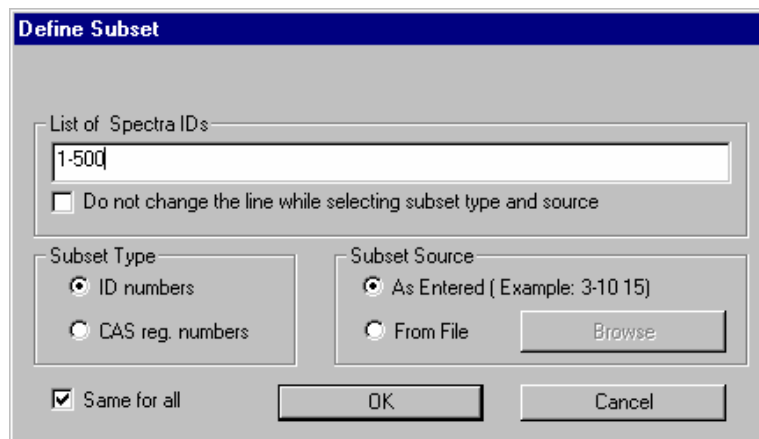 Define Subset
List of Spectra IDs
1-500
Do not change the line while selecting subset type and source
Subset Type
ID numbers
CAS reg. numbers
Subset Source
As Entered ( Example: 3-10 15)
From File
Browse
Same for all
OK
Cancel